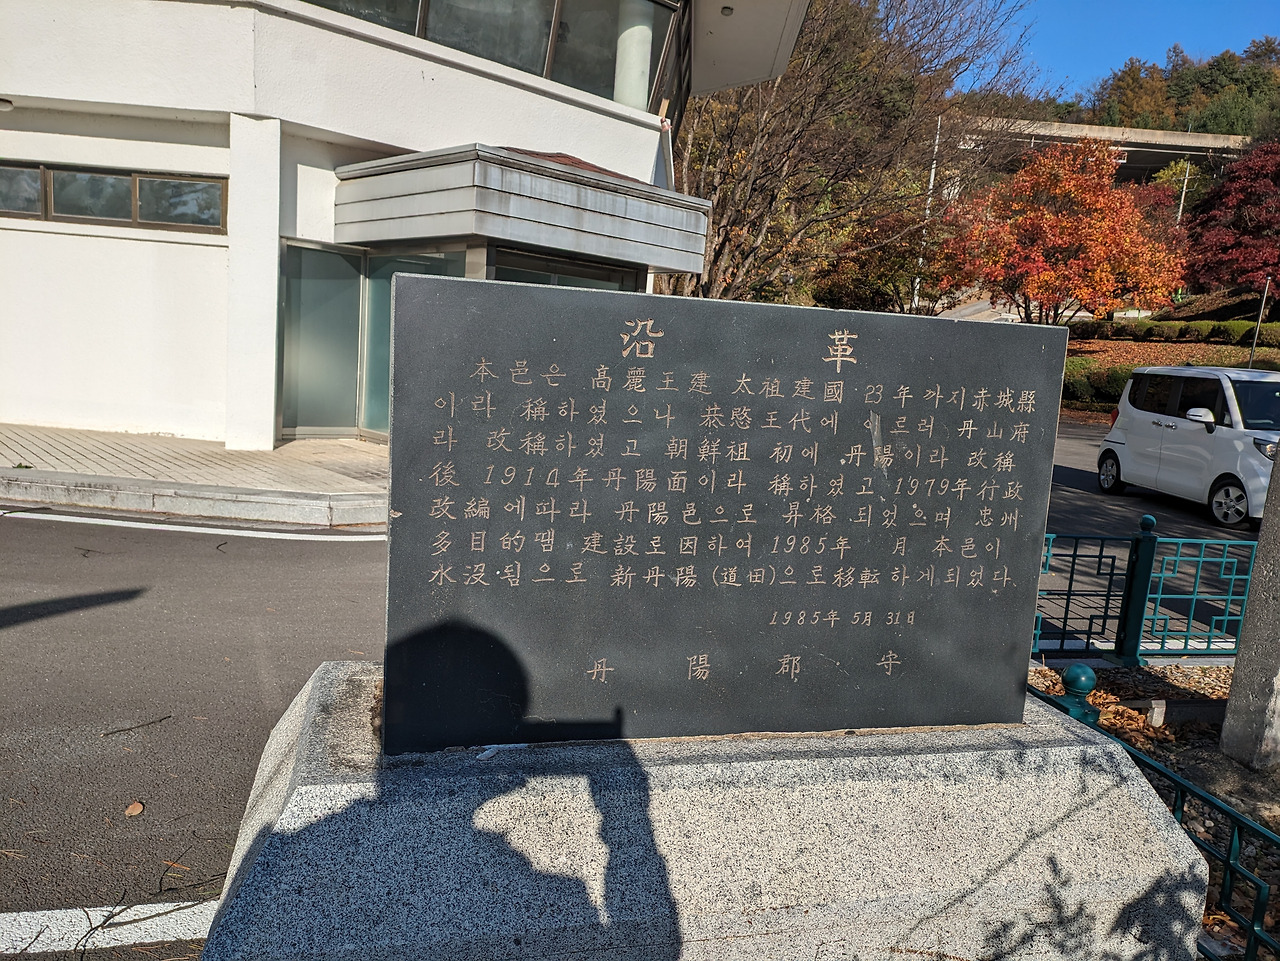 沿 革
本邑은 高麗王建 太祖建國 23年까지赤城縣
이라 稱하였으나 恭愍王代에 이르러 丹山府
라 改稱하였고 朝鮮祖 初에 丹陽이라 改稱
後 1914年丹陽面이라 稱하였고 1979年行政
改編에따라 丹陽邑으로 昇格 되었으며 忠州
多目的땜 建設로因하여 1985年 月 本邑이
水没됨으로 新丹陽(道田)으로移転하게되었다.
1985年 5月 31日
丹 陽 郡 守